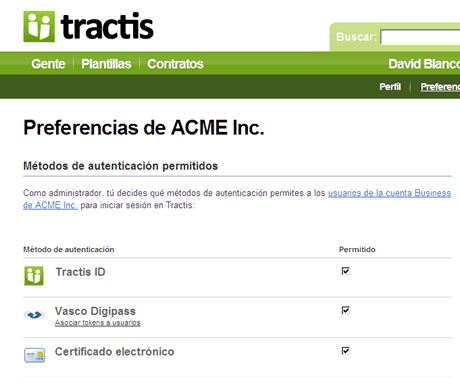 tractis
Buscar:
Gente Plantillas Contratos David Blanco
Perfil Preferenc
Preferencias de ACME Inc.
Métodos de autenticación permitidos
Como administrador. tú decides qué métodos de autenticación permites a los usuarios de la cuenta Business
de ACME Inc. para iniciar sesión en Tractis:
Método de autenticación Permitido
Tractis ID
Vasco Digipass
Asociar tokens a usuarios
Certificado electrónico